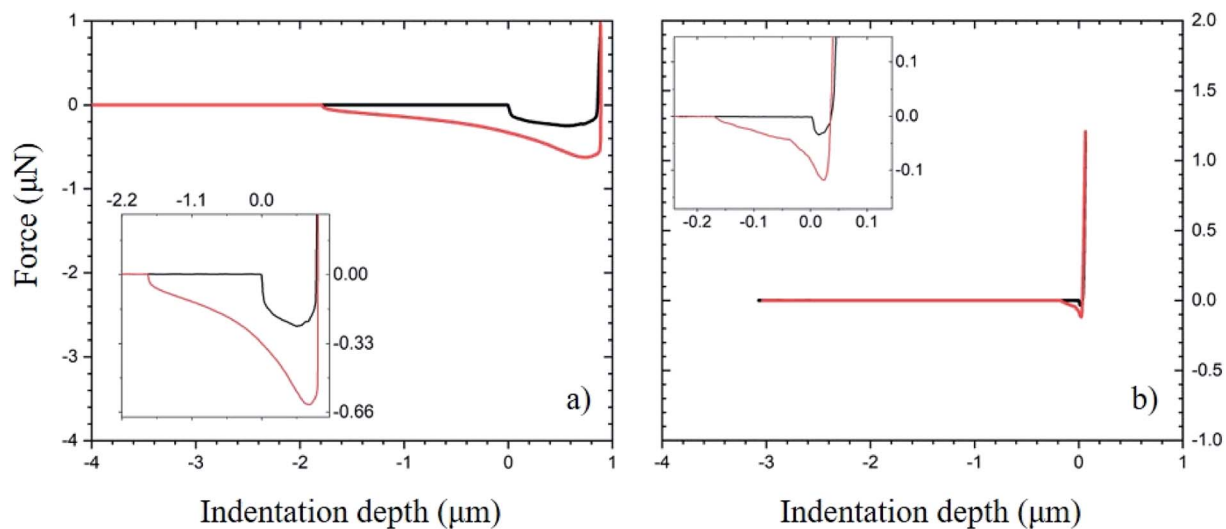 1
0
-1
-2
-3
-4
Force (µN)
-2.2 -1.1 0.0
0.00
-0.33
-0.66
a)
-4 -3 -2 -1 0 1
Indentation depth (µm)
2.0
1.5
1.0
0.5
0.0
-0.5
-1.0
0.1
0.0
-0.1
-0.2 -0.1 0.0 0.1
b)
-4 -3 -2 -1 0 1
Indentation depth (µm)